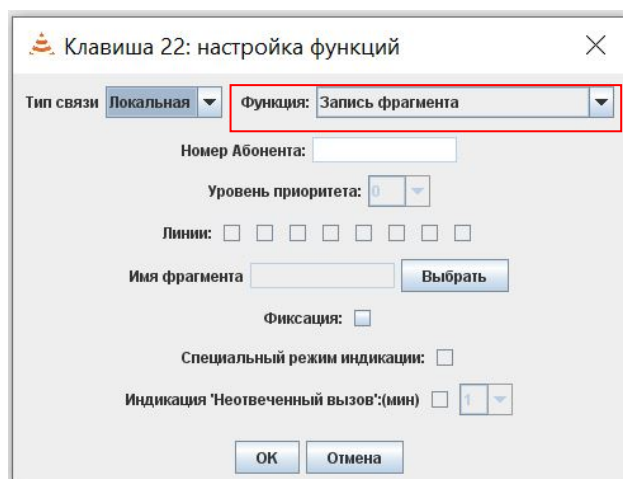 Клавиша 22: настройка функций
Тип связи Локальная Функция: Запись фрагмента
Номер Абонента:
Уровень приоритета: 0
Линии:
Имя фрагмента Выбрать
Фиксация:
Специальный режим индикации:
Индикация 'Неотвеченный вызов':(мин) 1
ОК Отмена